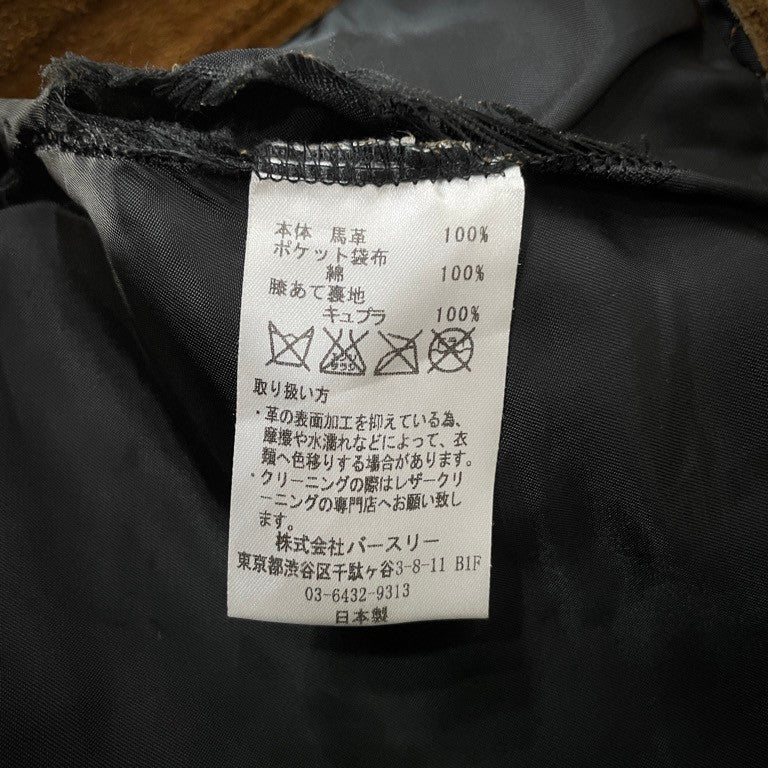 本体 馬革 100%
ポケット袋布
綿 100%
膝あて裏地
キュプラ 100%
取り扱い方
・革の表面加工を抑えている為、
摩擦や水濡れなどによって、衣
類へ色移りする場合があります。
・クリーニングの際はレザークリ
ーニングの専門店へお願い致し
ます。
株式会社バースリー
東京都渋谷区千駄ヶ谷3-8-11 B1F
03-6432-9313
日本製